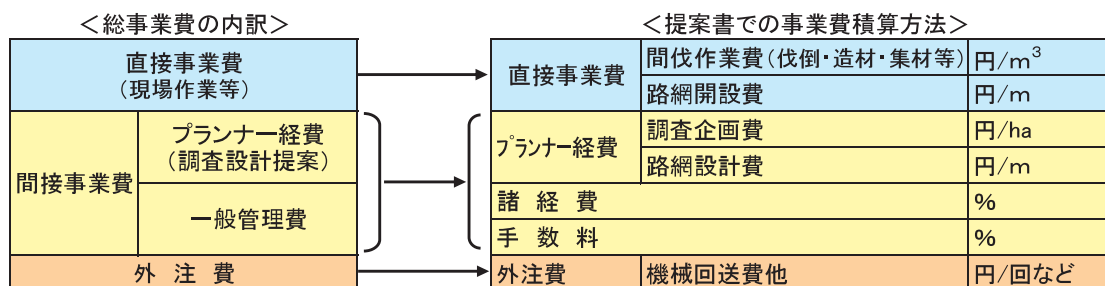 ＜総事業費の内訳＞
直接事業費
（現場作業等）
間接事業費
プランナー経費
（調査設計提案）
一般管理費
外 注 費
＜提案書での事業費積算方法＞
直接事業費
間伐作業費（伐倒・造材・集材等）
円/m³
路網開設費
円/m
プランナー経費
調査企画費
円/ha
路網設計費
円/m
諸 経 費
％
手 数 料
％
外注費
機械回送費他
円/回など